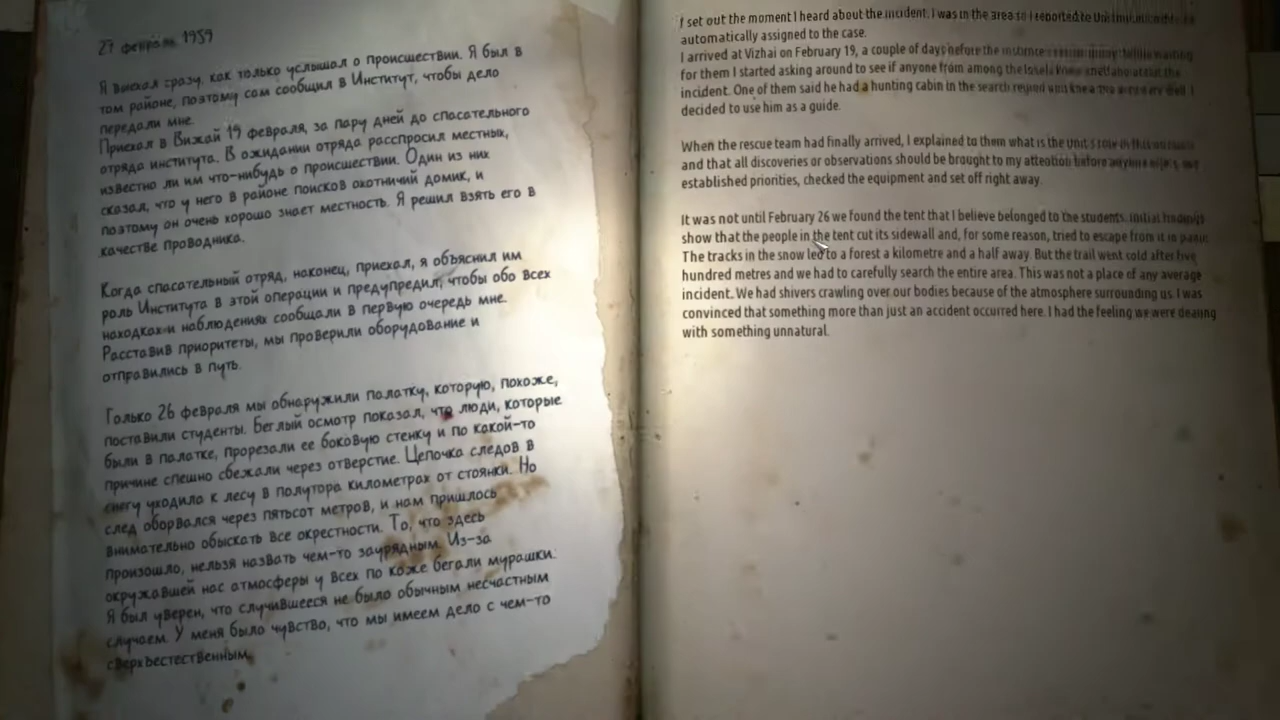 27 февраль 1959
Я выехал сразу, как только услышал о происшествии. Я был в
том районе, поэтому сам сообщил в Институт, чтобы дело
передали мне.
Приехал в Вижай 19 февраля, за пару дней до спасательного
отряда института. В ожидании отряда расспросил местных,
известно ли им что-нибудь о происшествии. Один из них
сказал, что у него в районе поисков охотничий домик, и
поэтому он очень хорошо знает местность. Я решил взять его в
качестве проводника.
Когда спасательный отряд, наконец, приехал, я объяснил им
роль Института в этой операции и предупредил, чтобы обо всех
находках и наблюдениях сообщали в первую очередь мне.
Расставив приоритеты, мы проверили оборудование и
отправились в путь.
Только 26 февраля мы обнаружили палатку, которую, похоже,
поставили студенты. Беглый осмотр показал, что люди, которые
были в палатке, прорезали ее боковую стенку и по какой-то
причине спешно сбежали через отверстие. Цепочка следов в
снегу уходила к лесу в полутора километрах от стоянки. Но
след оборвался через пятьсот метров, и нам пришлось
внимательно обыскать все окрестности. То, что здесь
произошло, нельзя назвать чем-то заурядным. Из-за
окружавшей нас атмосферы у всех по коже бегали мурашки.
Я был уверен, что случившееся не было обычным несчастным
случаем. У меня было чувство, что мы имеем дело с чем-то
сверхъестественным.
I set out the moment I heard about the incident. I was in the area so I reported to the
automatically assigned to the case.
I arrived at Vizhai on February 19, a couple of days before the
for them I started asking around to see if anyone from among the locals knew anything about the
incident. One of them said he had a hunting cabin in the search region and knew the area well. I
decided to use him as a guide.
When the rescue team had finally arrived, I explained to them what is the unit's role in this
and that all discoveries or observations should be brought to my attention before anyone
established priorities, checked the equipment and set off right away.
It was not until February 26 we found the tent that I believe belonged to the students. Initial findings
show that the people in the tent cut its sidewall and, for some reason, tried to escape from it in panic.
The tracks in the snow led to a forest a kilometre and a half away. But the trail went cold after five
hundred metres and we had to carefully search the entire area. This was not a place of any average
incident. We had shivers crawling over our bodies because of the atmosphere surrounding us. I was
convinced that something more than just an accident occurred here. I had the feeling we were dealing
with something unnatural.